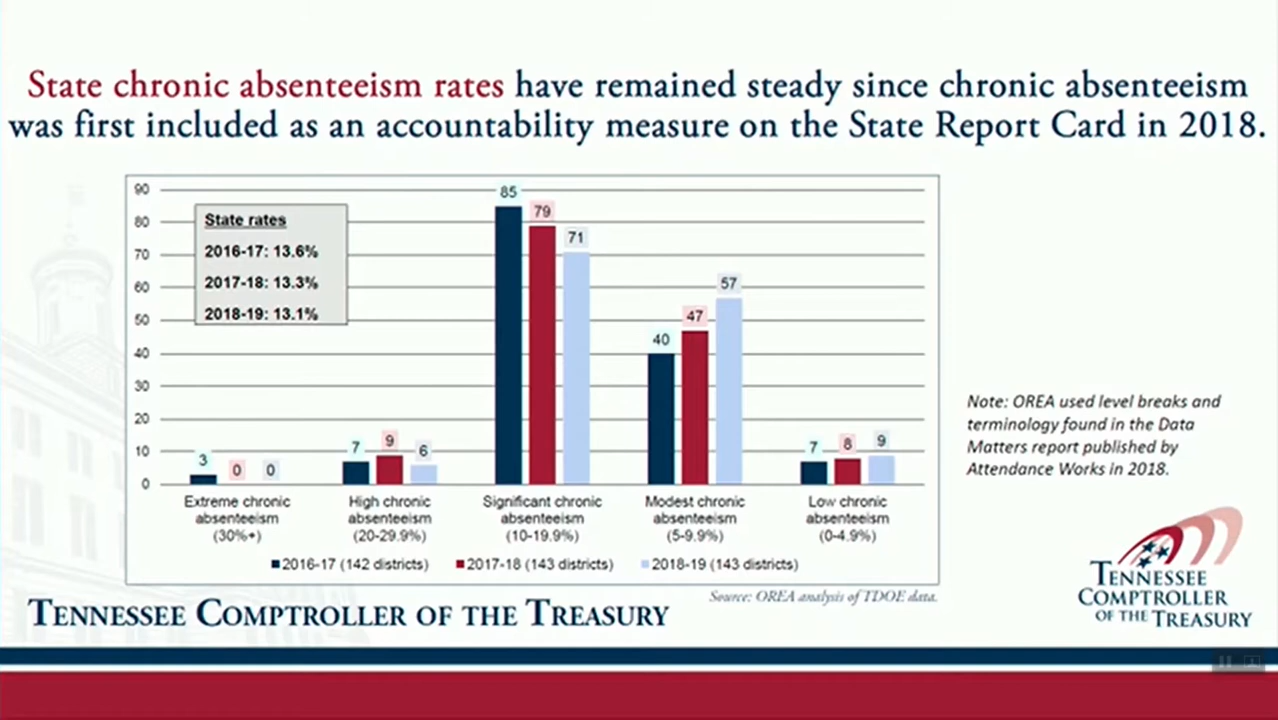 State chronic absenteeism rates have remained steady since chronic absenteeism
was first included as an accountability measure on the State Report Card in 2018.
90
80
70
60
50
40
30
20
10
0
State rates
2016-17: 13.6%
2017-18: 13.3%
2018-19: 13.1%
3
0
0
7
9
6
85
79
71
40
47
57
7
8
9
Extreme chronic
absenteeism
(30%+)
High chronic
absenteeism
(20-29.9%)
Significant chronic
absenteeism
(10-19.9%)
Modest chronic
absenteeism
(5-9.9%)
Low chronic
absenteeism
(0-4.9%)
2016-17 (142 districts)
2017-18 (143 districts)
2018-19 (143 districts)
Note: OREA used level breaks and
terminology found in the Data
Matters report published by
Attendance Works in 2018.
Source: OREA analysis of TDOE data.
TENNESSEE COMPTROLLER OF THE TREASURY
TENNESSEE
COMPTROLLER
OF THE TREASURY